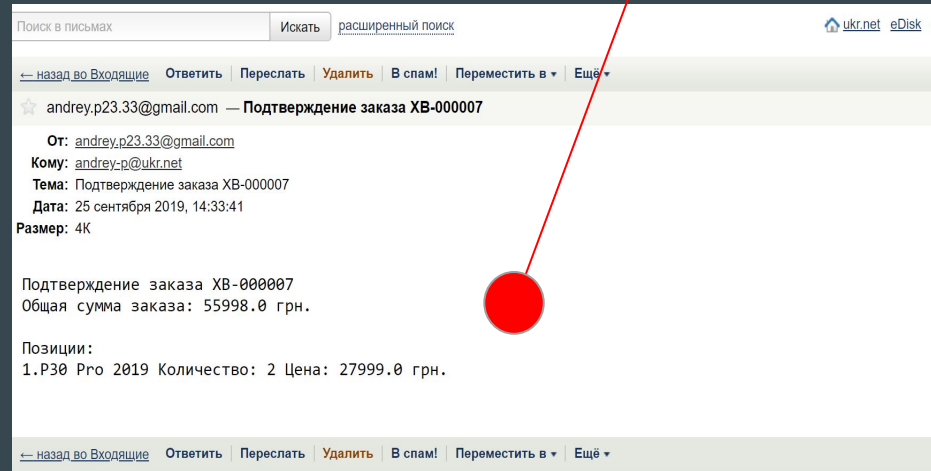 Поиск в письмах Искать расширенный поиск ukr.net eDisk
← назад во Входящие Ответить Переслать Удалить В спам! Переместить в ▾ Ещё ▾
andrey.p23.33@gmail.com — Подтверждение заказа XB-000007
От: andrey.p23.33@gmail.com
Кому: andrey-p@ukr.net
Тема: Подтверждение заказа XB-000007
Дата: 25 сентября 2019, 14:33:41
Размер: 4К
Подтверждение заказа XB-000007
Общая сумма заказа: 55998.0 грн.
Позиции:
1.P30 Pro 2019 Количество: 2 Цена: 27999.0 грн.
← назад во Входящие Ответить Переслать Удалить В спам! Переместить в ▾ Ещё ▾